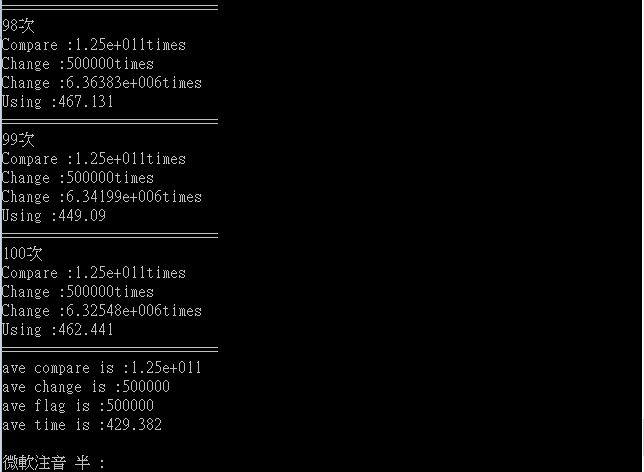 98次
Compare :1.25e+011times
Change :500000times
Change :6.36383e+006times
Using :467.131
99次
Compare :1.25e+011times
Change :500000times
Change :6.34199e+006times
Using :449.09
100次
Compare :1.25e+011times
Change :500000times
Change :6.32548e+006times
Using :462.441
ave compare is :1.25e+011
ave change is :500000
ave flag is :500000
ave time is :429.382
微軟注音 半 :